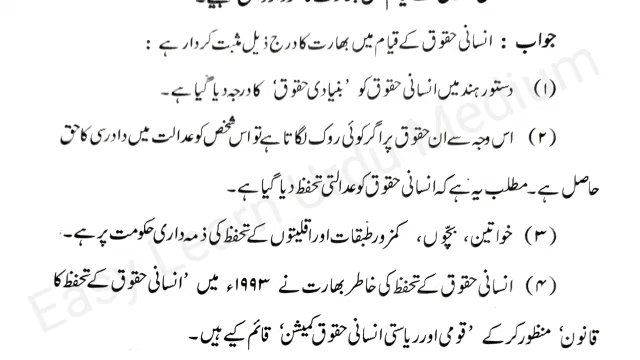 جواب : انسانی حقوق کے قیام میں بھارت کا درج ذیل مثبت کردار ہے :
(۱) دستور ہند میں انسانی حقوق کو ’بنیادی حقوق‘ کا درجہ دیا گیا ہے۔
(۲) اس وجہ سے ان حقوق پر اگر کوئی روک لگاتا ہے تو اس شخص کو عدالت میں دادرسی کا حق
حاصل ہے۔ مطلب یہ ہے کہ انسانی حقوق کو عدالتی تحفظ دیا گیا ہے۔
(۳) خواتین، بچوں، کمزور طبقات اور اقلیتوں کے تحفظ کی ذمہ داری حکومت پر ہے۔
(۴) انسانی حقوق کے تحفظ کی خاطر بھارت نے ۱۹۹۳ء میں ’انسانی حقوق کے تحفظ کا
قانون‘ منظور کر کے ’قومی اور ریاستی انسانی حقوق کمیشن‘ قائم کیے ہیں۔
Easy Learn Urdu Medium